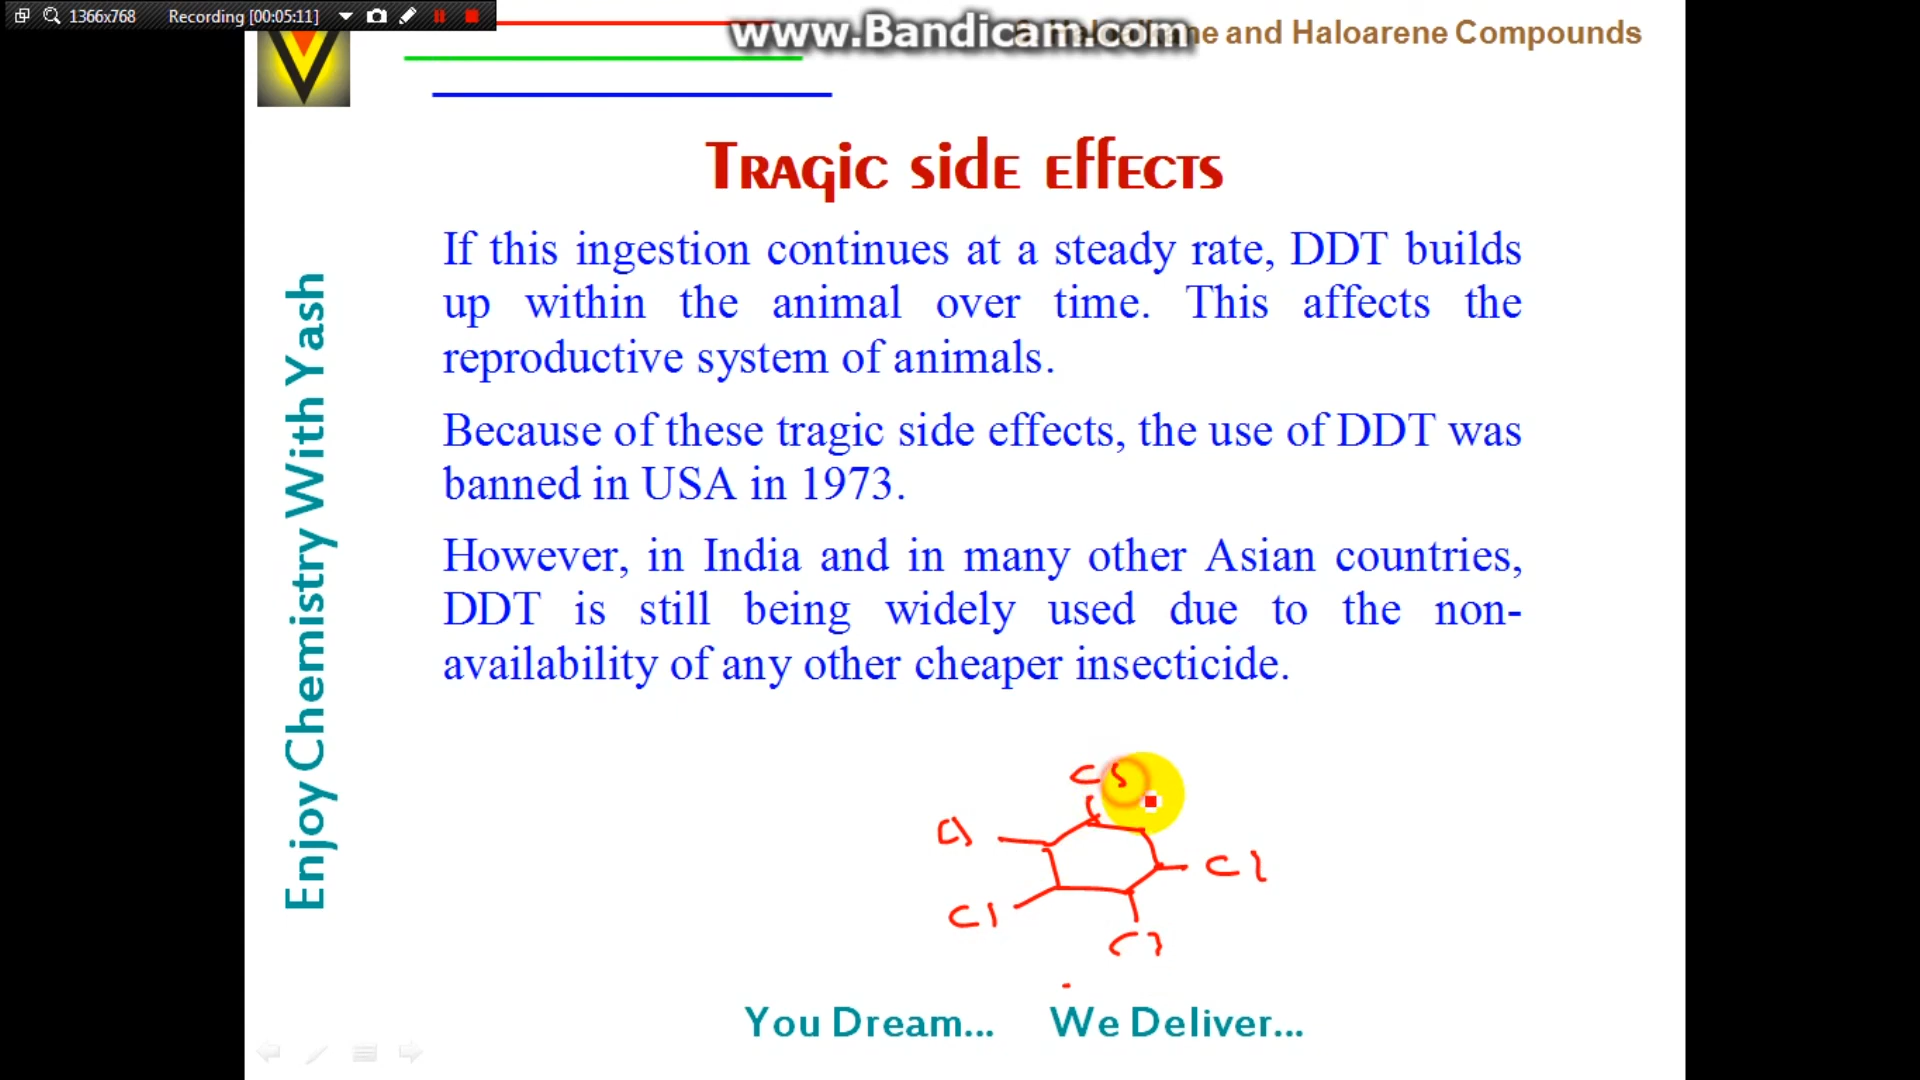 1366x768 Recording [00:05:11]
www.Bandicam.com
and Haloarene Compounds
Tragic side effects
If this ingestion continues at a steady rate, DDT builds
up within the animal over time. This affects the
reproductive system of animals.
Because of these tragic side effects, the use of DDT was
banned in USA in 1973.
However, in India and in many other Asian countries,
DDT is still being widely used due to the non-
availability of any other cheaper insecticide.
Enjoy Chemistry With Yash
Cl
Cl
Cl
Cl
Cl
You Dream... We Deliver...